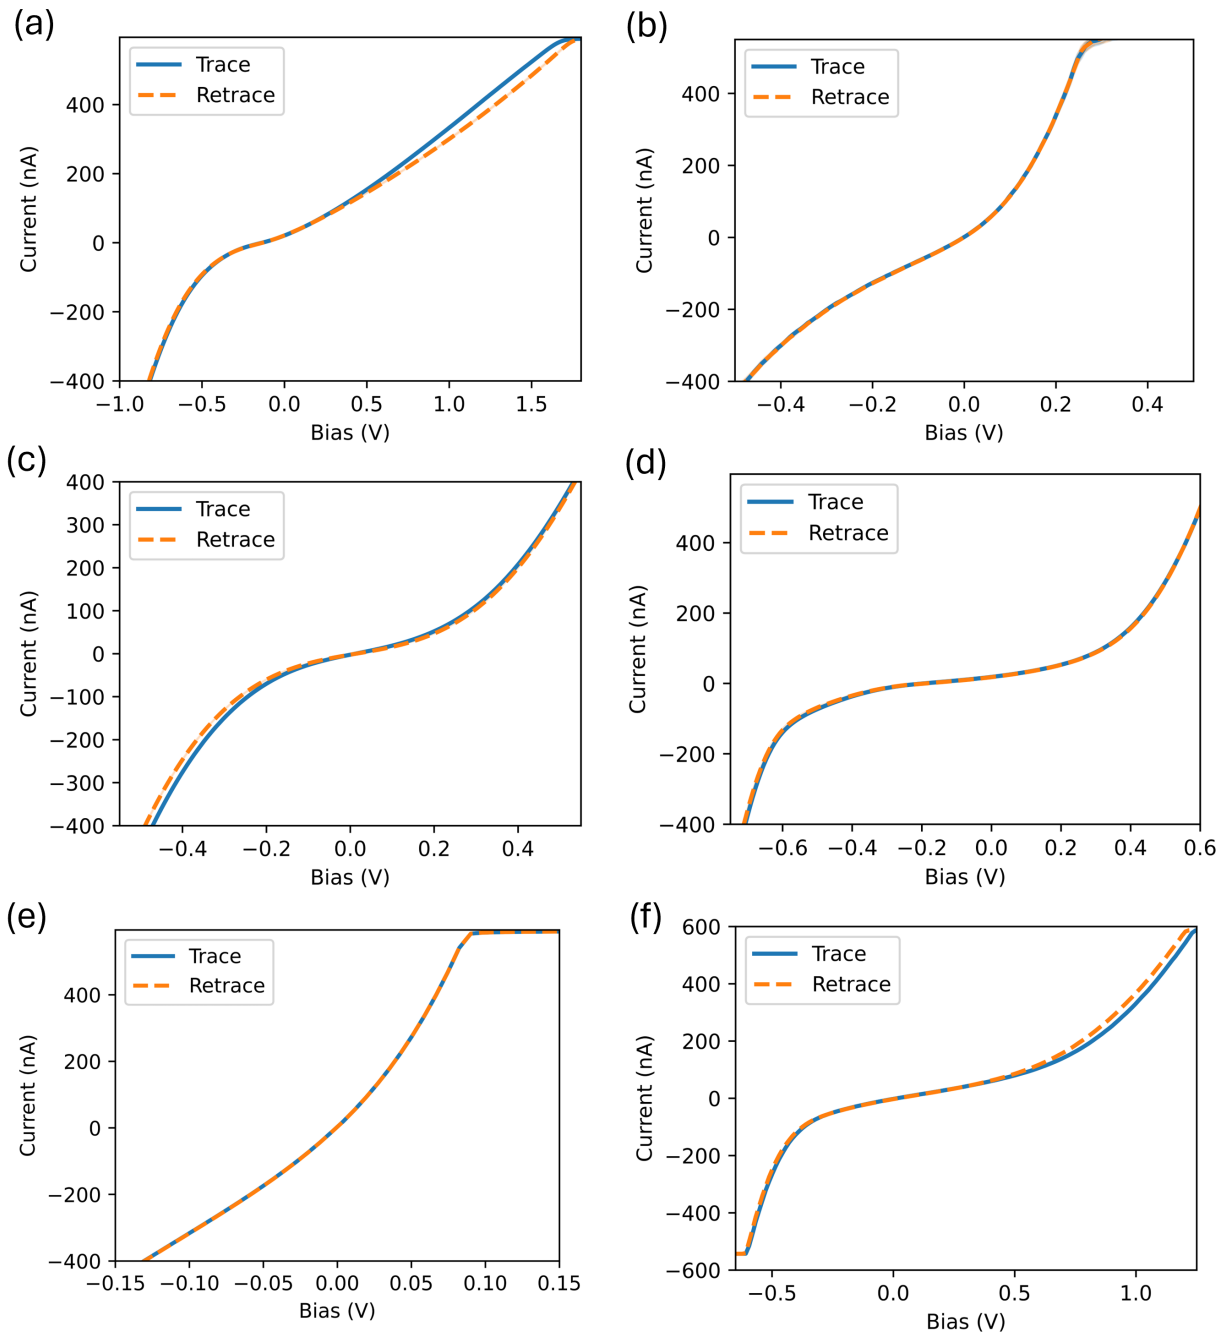 (a)
Trace
Retrace
400
200
0
−200
−400
Current (nA)
−1.0 −0.5 0.0 0.5 1.0 1.5
Bias (V)
(b)
Trace
Retrace
400
200
0
−200
−400
Current (nA)
−0.4 −0.2 0.0 0.2 0.4
Bias (V)
(c)
Trace
Retrace
400
300
200
100
0
−100
−200
−300
−400
Current (nA)
−0.4 −0.2 0.0 0.2 0.4
Bias (V)
(d)
Trace
Retrace
400
200
0
−200
−400
Current (nA)
−0.6 −0.4 −0.2 0.0 0.2 0.4 0.6
Bias (V)
(e)
Trace
Retrace
400
200
0
−200
−400
Current (nA)
−0.15 −0.10 −0.05 0.00 0.05 0.10 0.15
Bias (V)
(f)
Trace
Retrace
600
400
200
0
−200
−400
−600
Current (nA)
−0.5 0.0 0.5 1.0
Bias (V)